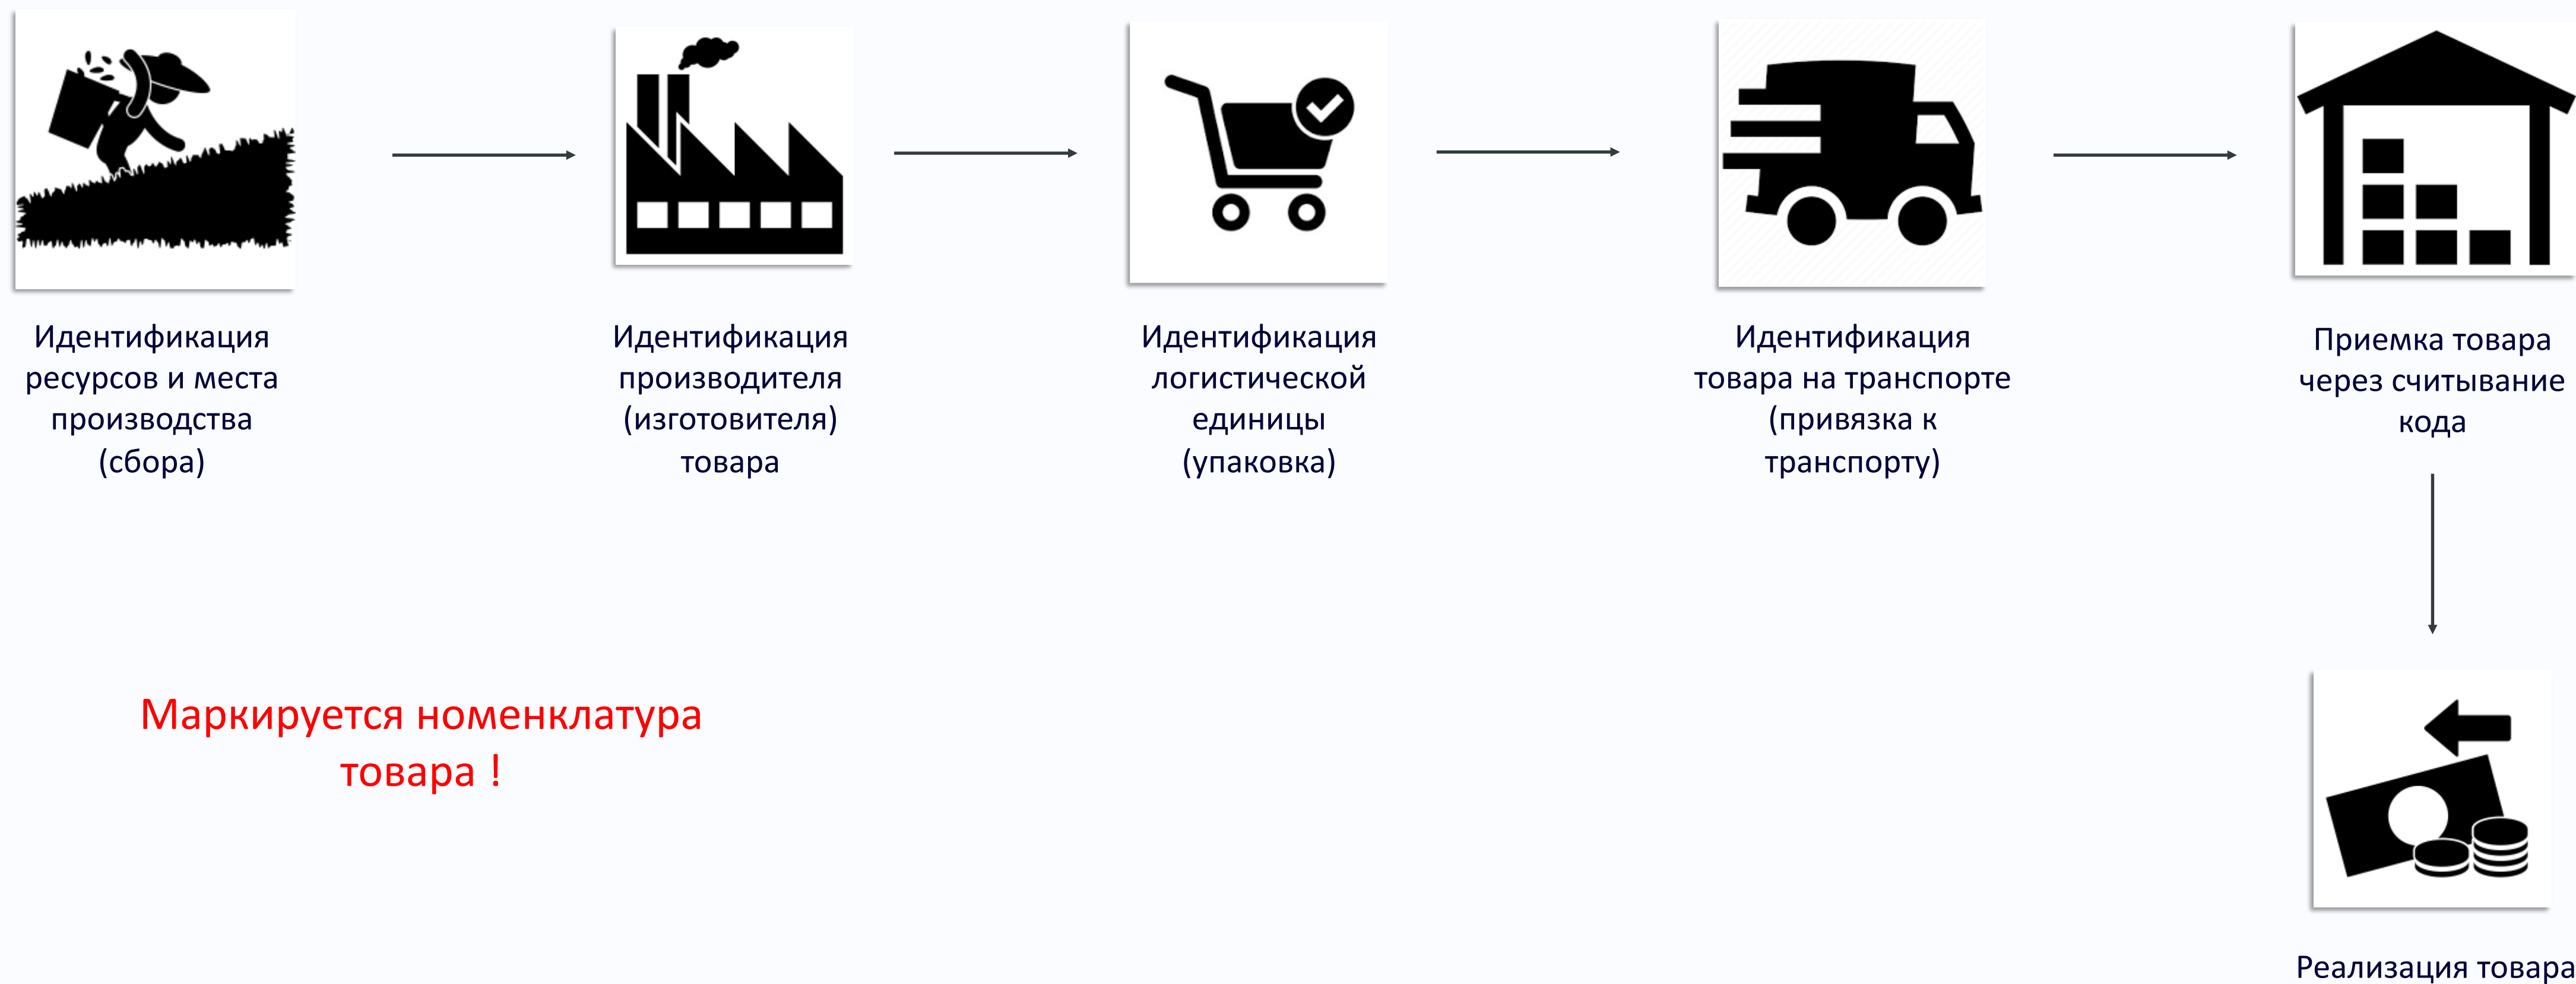 Идентификация
ресурсов и места
производства
(сбора)
Идентификация
производителя
(изготовителя)
товара
Идентификация
логистической
единицы
(упаковка)
Идентификация
товара на транспорте
(привязка к
транспорту)
Приемка товара
через считывание
кода
Маркируется номенклатура
товара !
Реализация товара